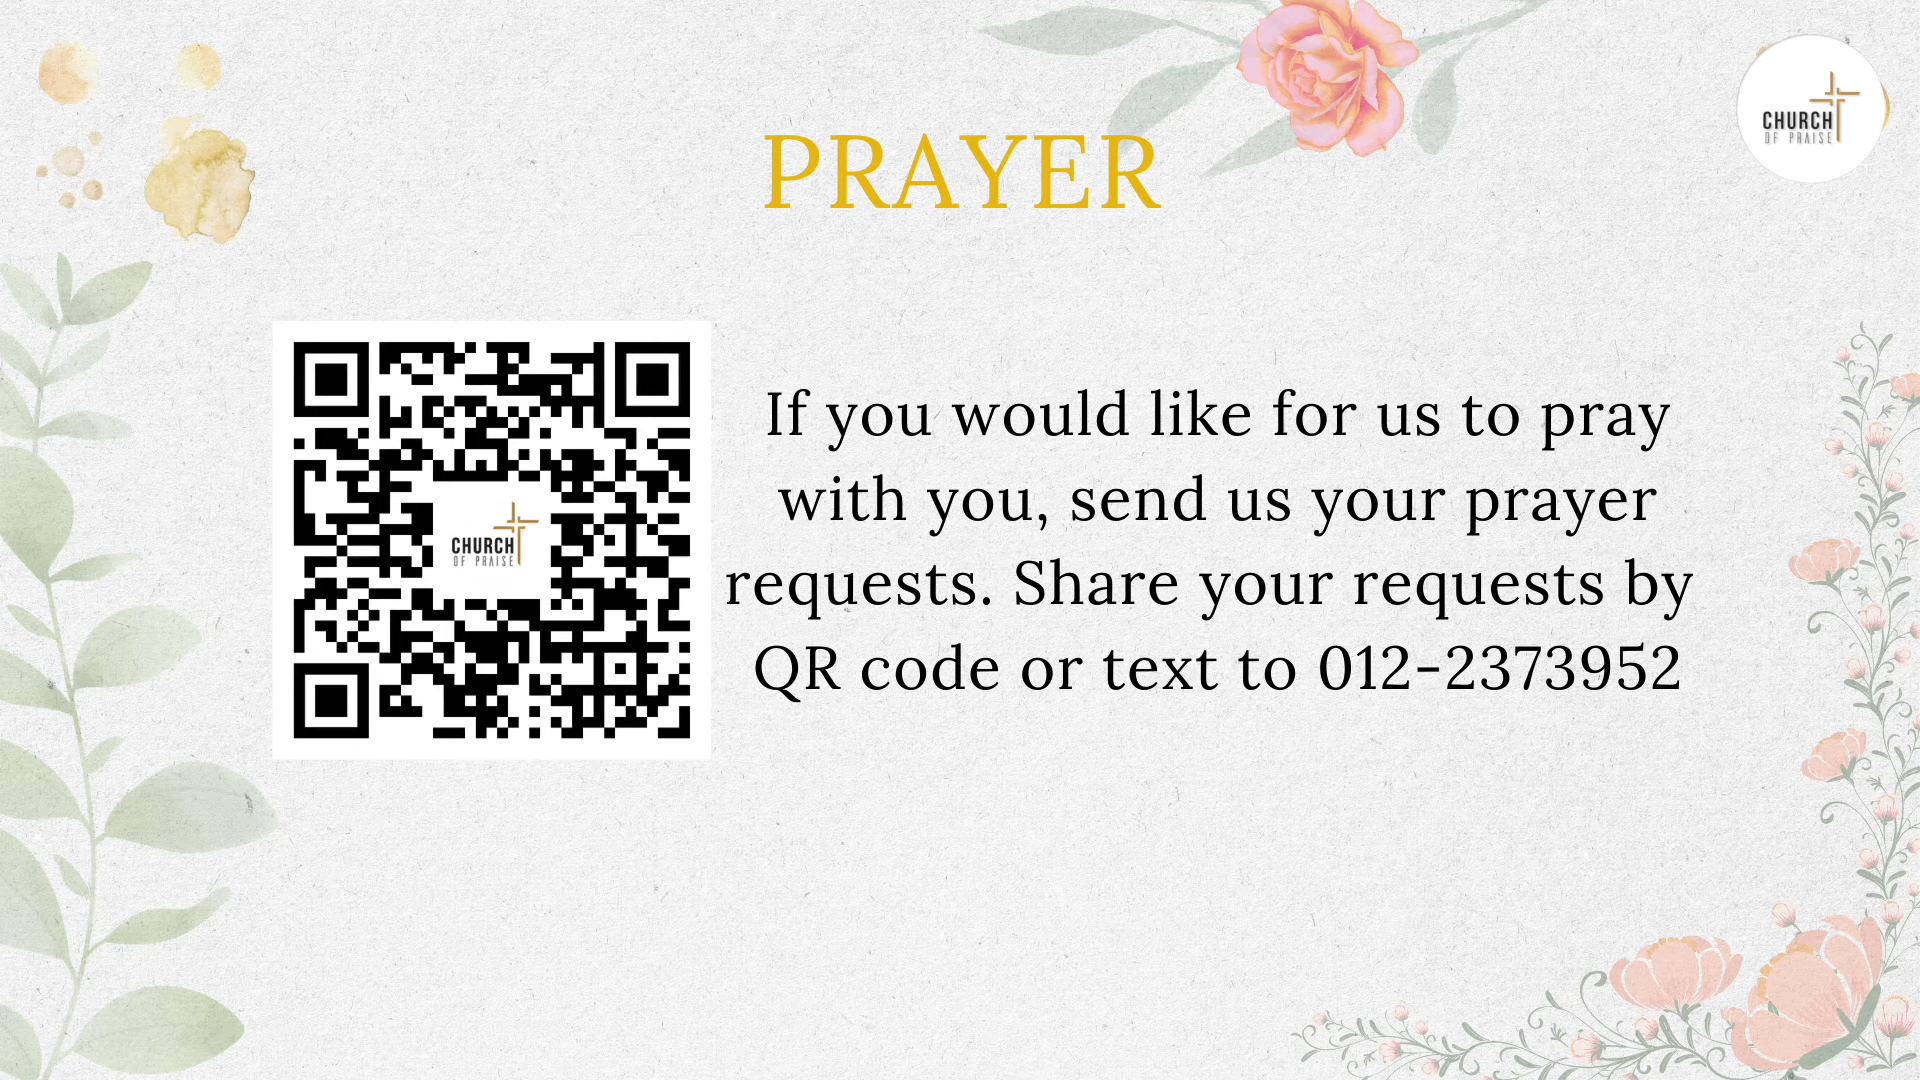 PRAYER
CHURCH
OF PRAISE
If you would like for us to pray
with you, send us your prayer
requests. Share your requests by
QR code or text to 012-2373952
CHURCH
OF PRAISE